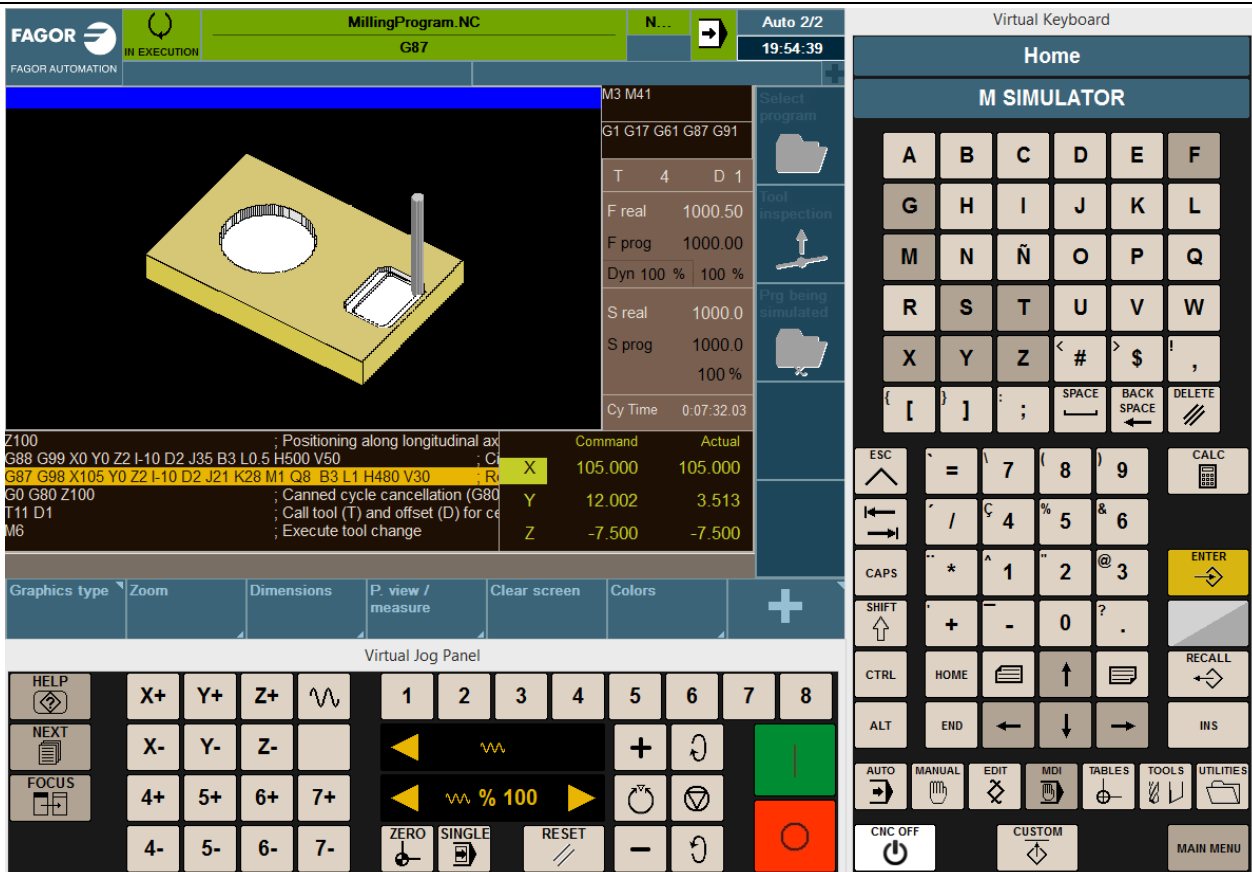 FAGOR
FAGOR AUTOMATION
IN EXECUTION
MillingProgram.NC
G87
N...
Auto 2/2
19:54:39
M3 M41
G1 G17 G61 G87 G91
T 4 D 1
F real 1000.50
F prog 1000.00
Dyn 100 % 100 %
S real 1000.0
S prog 1000.0
100 %
Cy Time 0:07:32.03
Select program
Tool inspection
Prg being simulated
Z100 ; Positioning along longitudinal ax
G88 G99 X0 Y0 Z2 I-10 D2 J35 B3 L0.5 H500 V50 ; Ci
G87 G98 X105 Y0 Z2 I-10 D2 J21 K28 M1 Q8 B3 L1 H480 V30 ; Re
G0 G80 Z100 ; Canned cycle cancellation (G80
T11 D1 ; Call tool (T) and offset (D) for ce
M6 ; Execute tool change
Command Actual
X 105.000 105.000
Y 12.002 3.513
Z -7.500 -7.500
Graphics type
Zoom
Dimensions
P. view / measure
Clear screen
Colors
Virtual Jog Panel
HELP
X+ Y+ Z+ 1 2 3 4 5 6 7 8
NEXT
X- Y- Z- +
FOCUS
4+ 5+ 6+ 7+ % 100
4- 5- 6- 7- ZERO SINGLE RESET -
Virtual Keyboard
Home
M SIMULATOR
A B C D E F
G H I J K L
M N Ñ O P Q
R S T U V W
X Y Z < # > $ ! ,
{ [ } ] : ; SPACE BACK SPACE DELETE
ESC ` = \ 7 ( 8 ) 9 CALC
´ / Ç 4 % 5 & 6
CAPS ¨ * ^ 1 " 2 @ 3 ENTER
SHIFT ' + _ - 0 ? .
CTRL HOME RECALL
ALT END INS
AUTO MANUAL EDIT MDI TABLES TOOLS UTILITIES
CNC OFF CUSTOM MAIN MENU